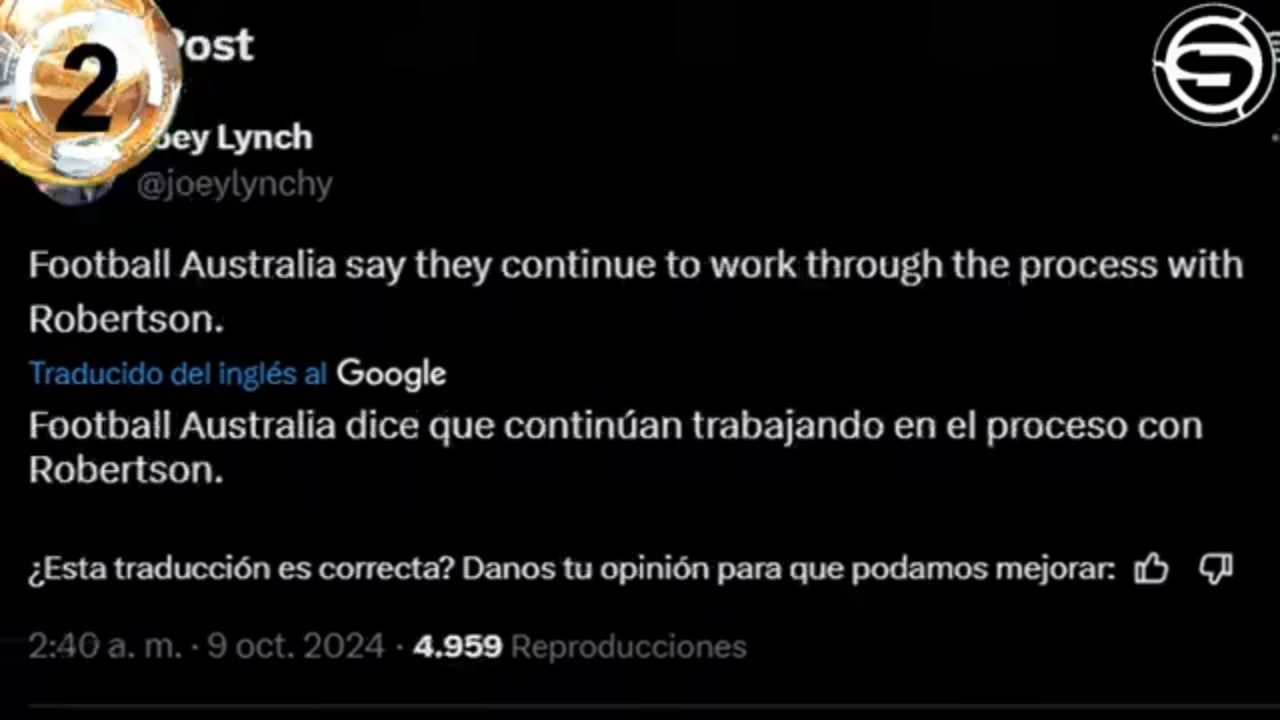 2
Post
oey Lynch
@joeylynchy
Football Australia say they continue to work through the process with
Robertson.
Traducido del inglés al Google
Football Australia dice que continúan trabajando en el proceso con
Robertson.
¿Esta traducción es correcta? Danos tu opinión para que podamos mejorar:
2:40 a. m. · 9 oct. 2024 · 4.959 Reproducciones